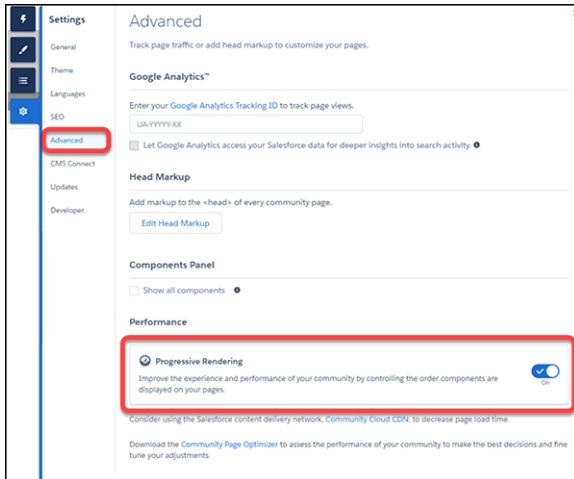 Settings
General
Theme
Languages
SEO
Advanced
CMS Connect
Updates
Developer
Advanced
Track page traffic or add head markup to customize your pages.
Google Analytics™
Enter your Google Analytics Tracking ID to track page views.
UA-YYYYY-XX
Let Google Analytics access your Salesforce data for deeper insights into search activity.
Head Markup
Add markup to the <head> of every community page.
Edit Head Markup
Components Panel
Show all components
Performance
Progressive Rendering
Improve the experience and performance of your community by controlling the order components are
displayed on your pages.
On
Consider using the Salesforce content delivery network, Community Cloud CDN, to decrease page load time.
Download the Community Page Optimizer to assess the performance of your community to make the best decisions and fine
tune your adjustments.